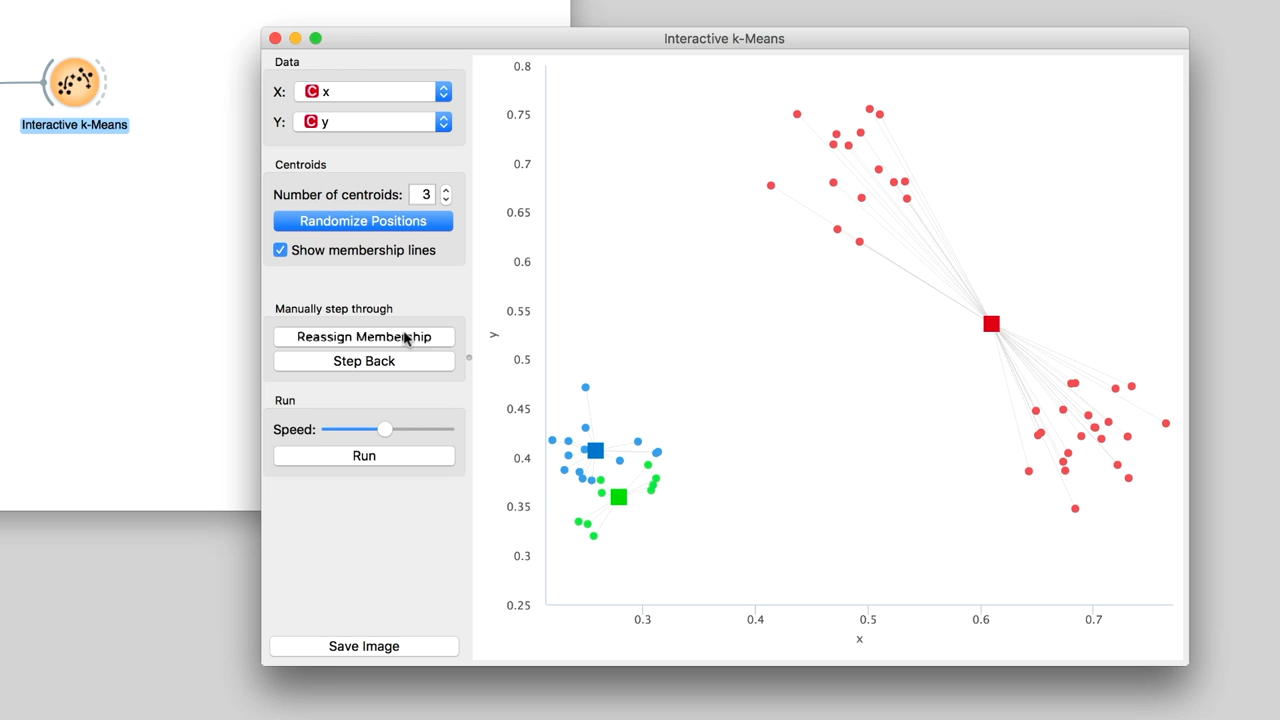 Interactive k-Means
Interactive k-Means
Data
X: C x
Y: C y
Centroids
Number of centroids: 3
Randomize Positions
Show membership lines
Manually step through
Reassign Membership
Step Back
Run
Speed:
Run
Save Image
0.8
0.75
0.7
0.65
0.6
0.55
0.5
0.45
0.4
0.35
0.3
0.25
y
0.3 0.4 0.5 0.6 0.7
x